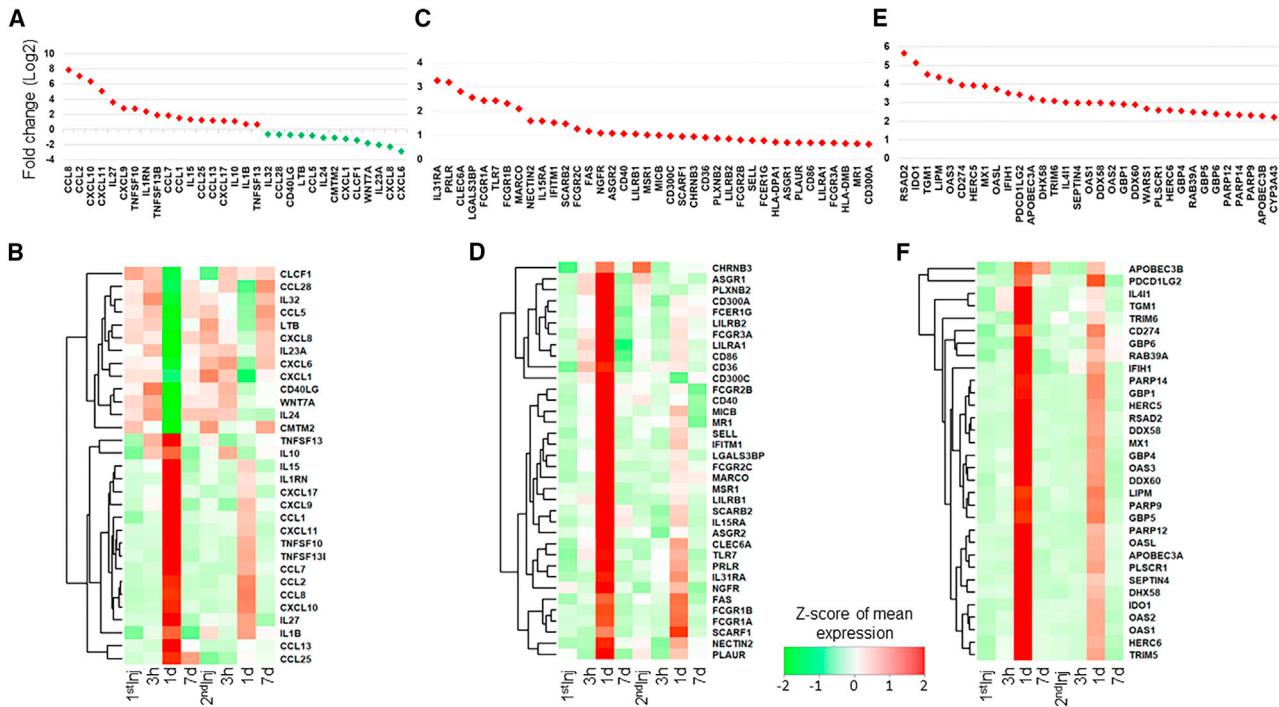 A
Fold change (Log2)
10
8
6
4
2
0
-2
-4
CCL8 CCL2 CXCL10 CXCL11 IL27 CXCL9 TNFSF10 IL1RN TNFSF13B CCL7 CCL1 IL15 CCL25 CCL13 CXCL17 IL10 IL1B TNFSF13 IL32 CCL28 CD40LG LTB CCL5 IL24 CMTM2 CXCL1 CLCF1 WNT7A IL23A CXCL8 CXCL6
C
4
3
2
1
0
IL31RA PRLR CLEC6A LGALS3BP FCGR1A TLR7 FCGR1B MARCO NECTIN2 IL15RA IFITM1 SCARB2 FCGR2C FAS NGFR ASGR2 CD40 LILRB1 MSR1 MICB CD300C SCARF1 CHRNB3 CD36 PLXNB2 LILRB2 FCGR2B SELL FCER1G HLA-DPA1 ASGR1 PLAUR CD86 LILRA1 FCGR3A HLA-DMB MR1 CD300A
E
6
5
4
3
2
1
0
RSAD2 IDO1 TGM1 LIPM OAS3 CD274 HERC5 MX1 OASL IFIH1 PDCD1LG2 APOBEC3A DHX58 TRIM6 IL4I1 SEPTIN4 OAS1 DDX58 OAS2 GBP1 DDX60 WARS1 PLSCR1 HERC6 GBP4 RAB39A GBP5 GBP6 PARP12 PARP14 PARP9 APOBEC3B CYP3A43
B
CLCF1
CCL28
IL32
CCL5
LTB
CXCL8
IL23A
CXCL6
CXCL1
CD40LG
WNT7A
IL24
CMTM2
TNFSF13
IL10
IL15
IL1RN
CXCL17
CXCL9
CCL1
CXCL11
TNFSF10
TNFSF13I
CCL7
CCL2
CCL8
CXCL10
IL27
IL1B
CCL13
CCL25
1stInj 3h 1d 7d 2ndInj 3h 1d 7d
D
CHRNB3
ASGR1
PLXNB2
CD300A
FCER1G
LILRB2
FCGR3A
LILRA1
CD86
CD36
CD300C
FCGR2B
CD40
MICB
MR1
SELL
IFITM1
LGALS3BP
FCGR2C
MARCO
MSR1
LILRB1
SCARB2
IL15RA
ASGR2
CLEC6A
TLR7
PRLR
IL31RA
NGFR
FAS
FCGR1B
FCGR1A
SCARF1
NECTIN2
PLAUR
1stInj 3h 1d 7d 2ndInj 3h 1d 7d
Z-score of mean
expression
-2 -1 0 1 2
F
APOBEC3B
PDCD1LG2
IL4I1
TGM1
TRIM6
CD274
GBP6
RAB39A
IFIH1
PARP14
GBP1
HERC5
RSAD2
DDX58
MX1
GBP4
OAS3
DDX60
LIPM
PARP9
GBP5
PARP12
OASL
APOBEC3A
PLSCR1
SEPTIN4
DHX58
IDO1
OAS2
OAS1
HERC6
TRIM5
1stInj 3h 1d 7d 2ndInj 3h 1d 7d